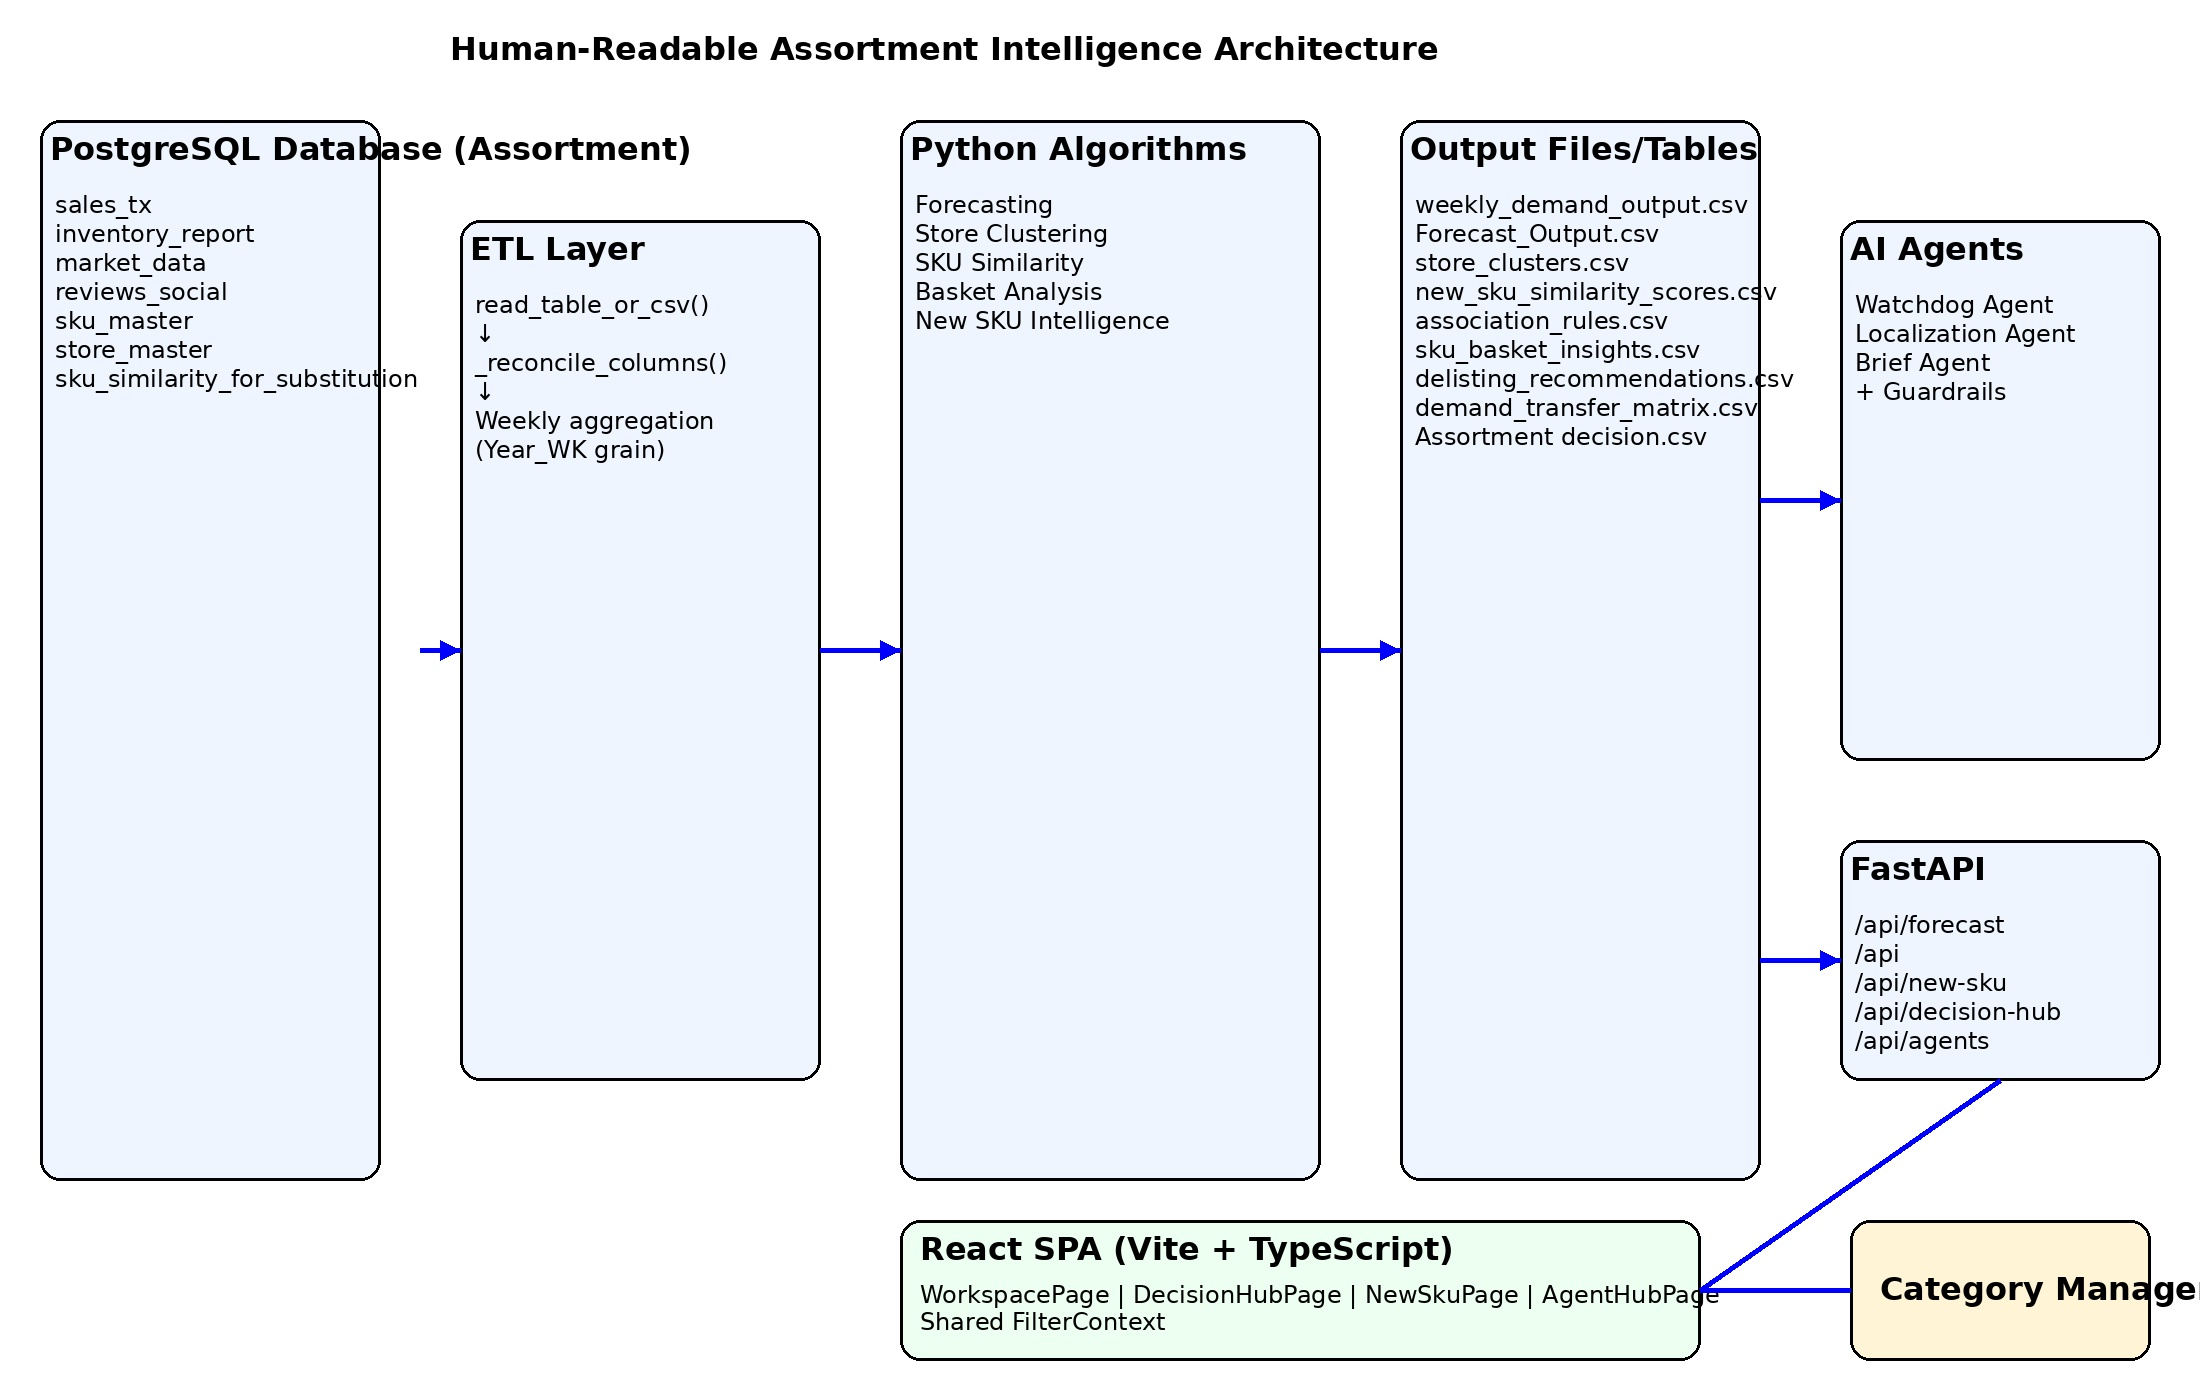 Human-Readable Assortment Intelligence Architecture
PostgreSQL Database (Assortment)
sales_tx
inventory_report
market_data
reviews_social
sku_master
store_master
sku_similarity_for_substitution
ETL Layer
read_table_or_csv()
↓
_reconcile_columns()
↓
Weekly aggregation
(Year_WK grain)
Python Algorithms
Forecasting
Store Clustering
SKU Similarity
Basket Analysis
New SKU Intelligence
Output Files/Tables
weekly_demand_output.csv
Forecast_Output.csv
store_clusters.csv
new_sku_similarity_scores.csv
association_rules.csv
sku_basket_insights.csv
delisting_recommendations.csv
demand_transfer_matrix.csv
Assortment decision.csv
AI Agents
Watchdog Agent
Localization Agent
Brief Agent
+ Guardrails
FastAPI
/api/forecast
/api
/api/new-sku
/api/decision-hub
/api/agents
React SPA (Vite + TypeScript)
WorkspacePage | DecisionHubPage | NewSkuPage | AgentHubPage
Shared FilterContext
Category Manager